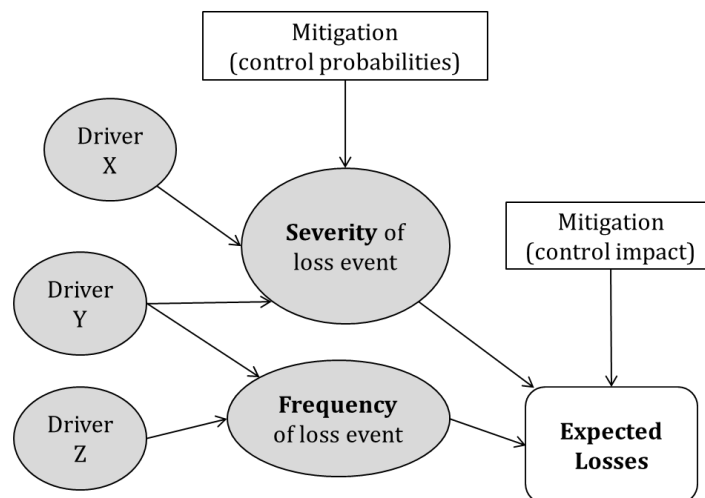 Mitigation
(control probabilities)
Driver
X
Severity of
loss event
Mitigation
(control impact)
Driver
Y
Frequency
of loss event
Driver
Z
Expected
Losses